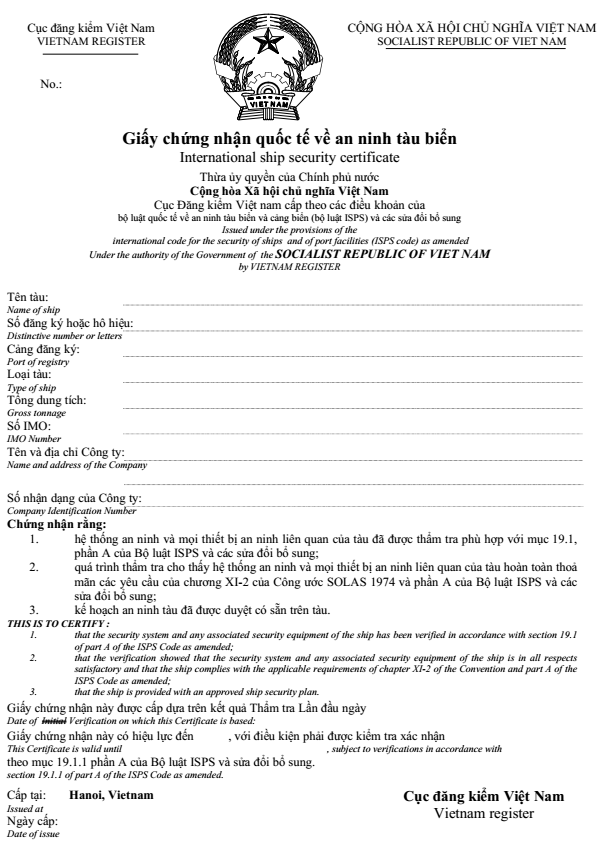 Cục đăng kiểm Việt Nam
VIETNAM REGISTER
CỘNG HÒA XÃ HỘI CHỦ NGHĨA VIỆT NAM
SOCIALIST REPUBLIC OF VIET NAM
No.:
VIET NAM
Giấy chứng nhận quốc tế về an ninh tàu biển
International ship security certificate
Thừa ủy quyền của Chính phủ nước
Cộng hòa Xã hội chủ nghĩa Việt Nam
Cục Đăng kiểm Việt nam cấp theo các điều khoản của
bộ luật quốc tế về an ninh tàu biển và cảng biển (bộ luật ISPS) và các sửa đổi bổ sung
Issued under the provisions of the
international code for the security of ships and of port facilities (ISPS code) as amended
Under the authority of the Government of the SOCIALIST REPUBLIC OF VIET NAM
by VIETNAM REGISTER
Tên tàu:
Name of ship
Số đăng ký hoặc hô hiệu:
Distinctive number or letters
Cảng đăng ký:
Port of registry
Loại tàu:
Type of ship
Tổng dung tích:
Gross tonnage
Số IMO:
IMO Number
Tên và địa chỉ Công ty:
Name and address of the Company
Số nhận dạng của Công ty:
Company Identification Number
Chứng nhận rằng:
1. hệ thống an ninh và mọi thiết bị an ninh liên quan của tàu đã được thẩm tra phù hợp với mục 19.1,
phần A của Bộ luật ISPS và các sửa đổi bổ sung;
2. quá trình thẩm tra cho thấy hệ thống an ninh và mọi thiết bị an ninh liên quan của tàu hoàn toàn thoả
mãn các yêu cầu của chương XI-2 của Công ước SOLAS 1974 và phần A của Bộ luật ISPS và các
sửa đổi bổ sung;
3. kế hoạch an ninh tàu đã được duyệt có sẵn trên tàu.
THIS IS TO CERTIFY :
1. that the security system and any associated security equipment of the ship has been verified in accordance with section 19.1
of part A of the ISPS Code as amended;
2. that the verification showed that the security system and any associated security equipment of the ship is in all respects
satisfactory and that the ship complies with the applicable requirements of chapter XI-2 of the Convention and part A of the
ISPS Code as amended;
3. that the ship is provided with an approved ship security plan.
Giấy chứng nhận này được cấp dựa trên kết quả Thẩm tra Lần đầu ngày
Date of Initial Verification on which this Certificate is based:
Giấy chứng nhận này có hiệu lực đến , với điều kiện phải được kiểm tra xác nhận
This Certificate is valid until , subject to verifications in accordance with
theo mục 19.1.1 phần A của Bộ luật ISPS và sửa đổi bổ sung.
section 19.1.1 of part A of the ISPS Code as amended.
Cấp tại: Hanoi, Vietnam
Issued at
Ngày cấp:
Date of issue
Cục đăng kiểm Việt Nam
Vietnam register